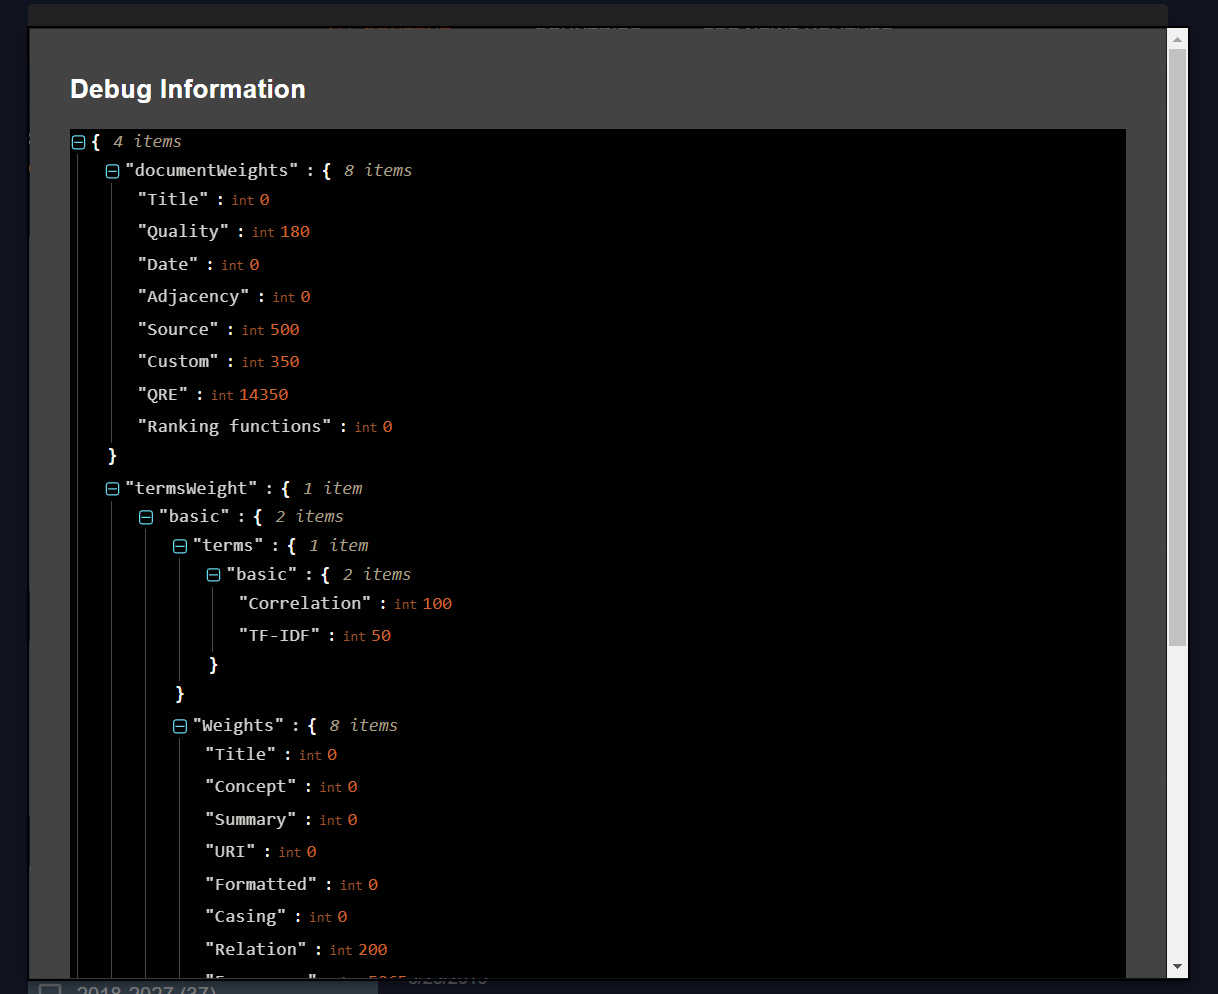 Debug Information
{ 4 items
"documentWeights" : { 8 items
"Title" : int 0
"Quality" : int 180
"Date" : int 0
"Adjacency" : int 0
"Source" : int 500
"Custom" : int 350
"QRE" : int 14350
"Ranking functions" : int 0
}
"termsWeight" : { 1 item
"basic" : { 2 items
"terms" : { 1 item
"basic" : { 2 items
"Correlation" : int 100
"TF-IDF" : int 50
}
}
"Weights" : { 8 items
"Title" : int 0
"Concept" : int 0
"Summary" : int 0
"URI" : int 0
"Formatted" : int 0
"Casing" : int 0
"Relation" : int 200
2018-2027 (37)